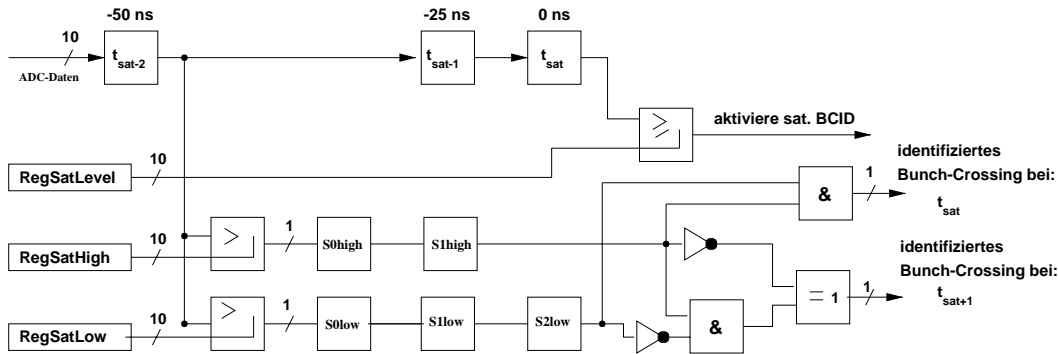 -50 ns
-25 ns
0 ns
10
t sat-2
t sat-1
t sat
ADC-Daten
≥
aktiviere sat. BCID
RegSatLevel
10
&
1
identifiziertes
Bunch-Crossing bei:
t sat
RegSatHigh
10
>
1
S0high
S1high
identifiziertes
Bunch-Crossing bei:
t sat+1
= 1
1
RegSatLow
10
>
1
S0low
S1low
S2low
&